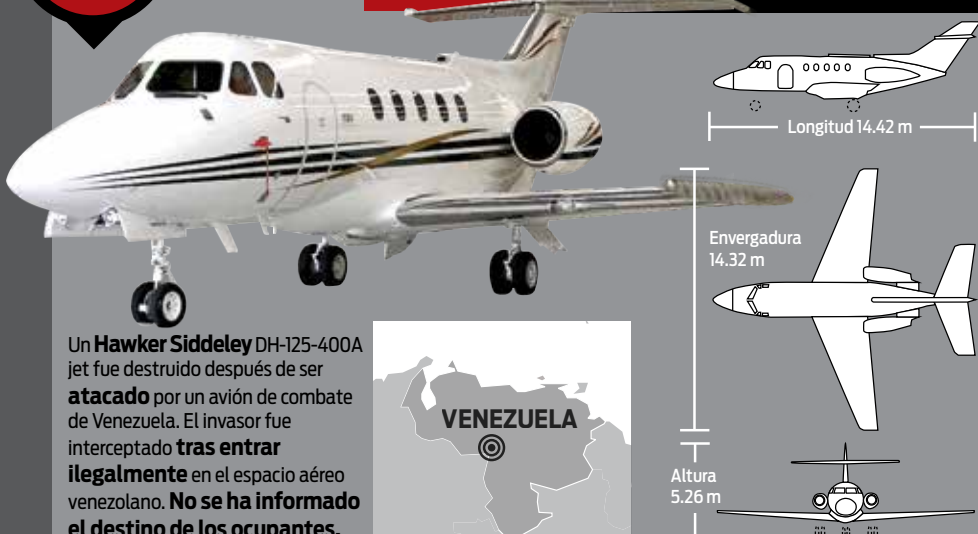 Longitud 14.42 m
Envergadura
14.32 m
Un Hawker Siddeley DH-125-400A
jet fue destruido después de ser
atacado por un avión de combate
de Venezuela. El invasor fue
interceptado tras entrar
ilegalmente en el espacio aéreo
venezolano. No se ha informado
el destino de los ocupantes.
VENEZUELA
Altura
5.26 m